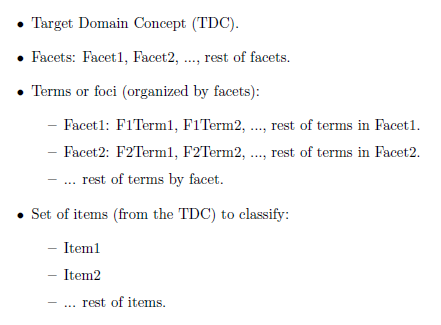 • Target Domain Concept (TDC).
• Facets: Facet1, Facet2, ..., rest of facets.
• Terms or foci (organized by facets):
– Facet1: F1Term1, F1Term2, ..., rest of terms in Facet1.
– Facet2: F2Term1, F2Term2, ..., rest of terms in Facet2.
– ... rest of terms by facet.
• Set of items (from the TDC) to classify:
– Item1
– Item2
– ... rest of items.